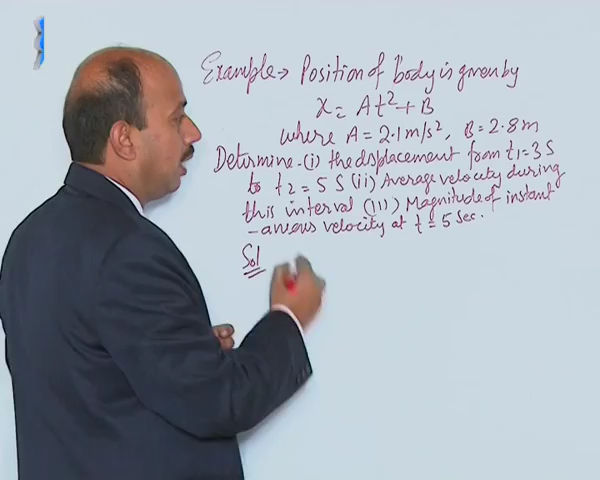 Example → Position of body is given by
x = At² + B
where A = 2.1 m/s², B = 2.8 m
Determine - (i) the displacement from t₁ = 3 S
to t₂ = 5 S (ii) Average velocity during
this interval (III) Magnitude of instant
- aneous velocity at t = 5 Sec.
Sol